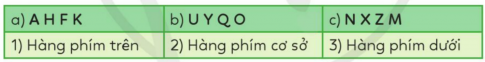 a) A H F K b) U Y Q O c) N X Z M
1) Hàng phím trên 2) Hàng phím cơ sở 3) Hàng phím dưới